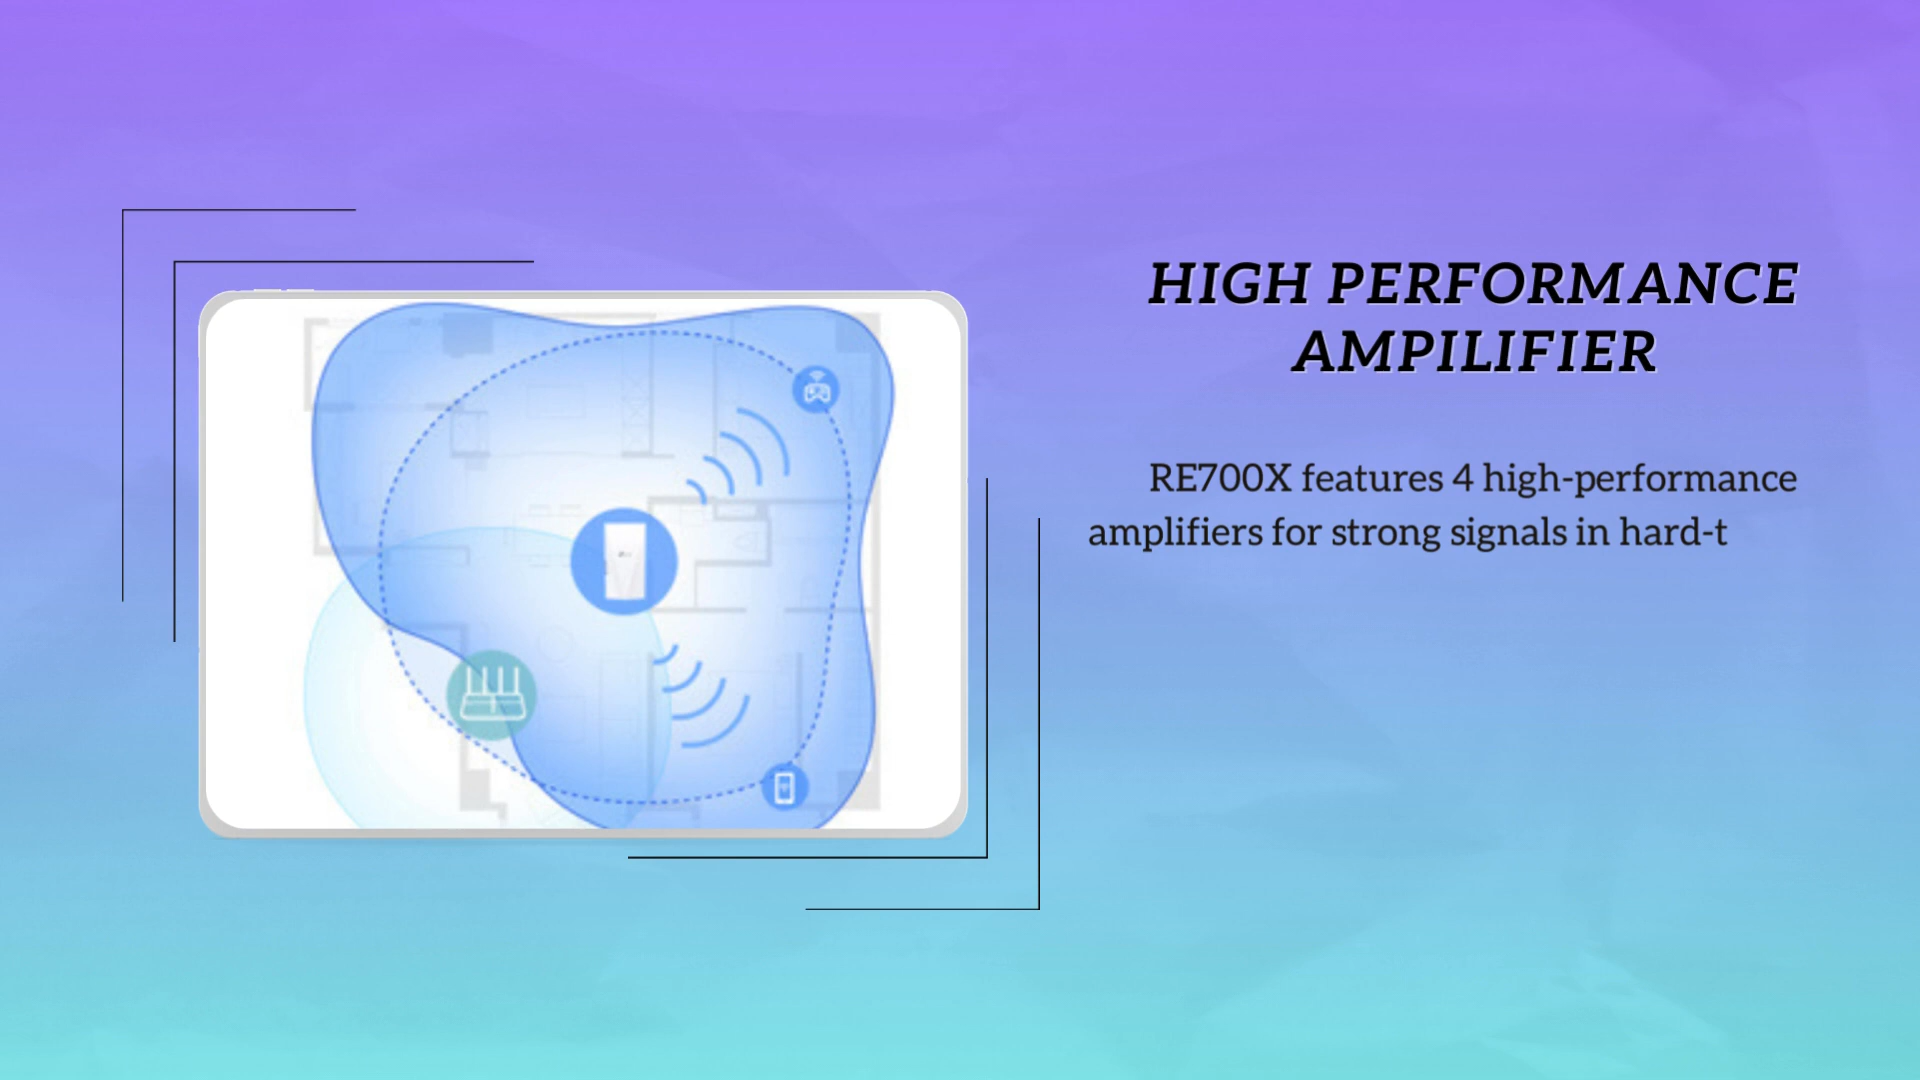 HIGH PERFORMANCE
AMPILIFIER
RE700X features 4 high-performance
amplifiers for strong signals in hard-t